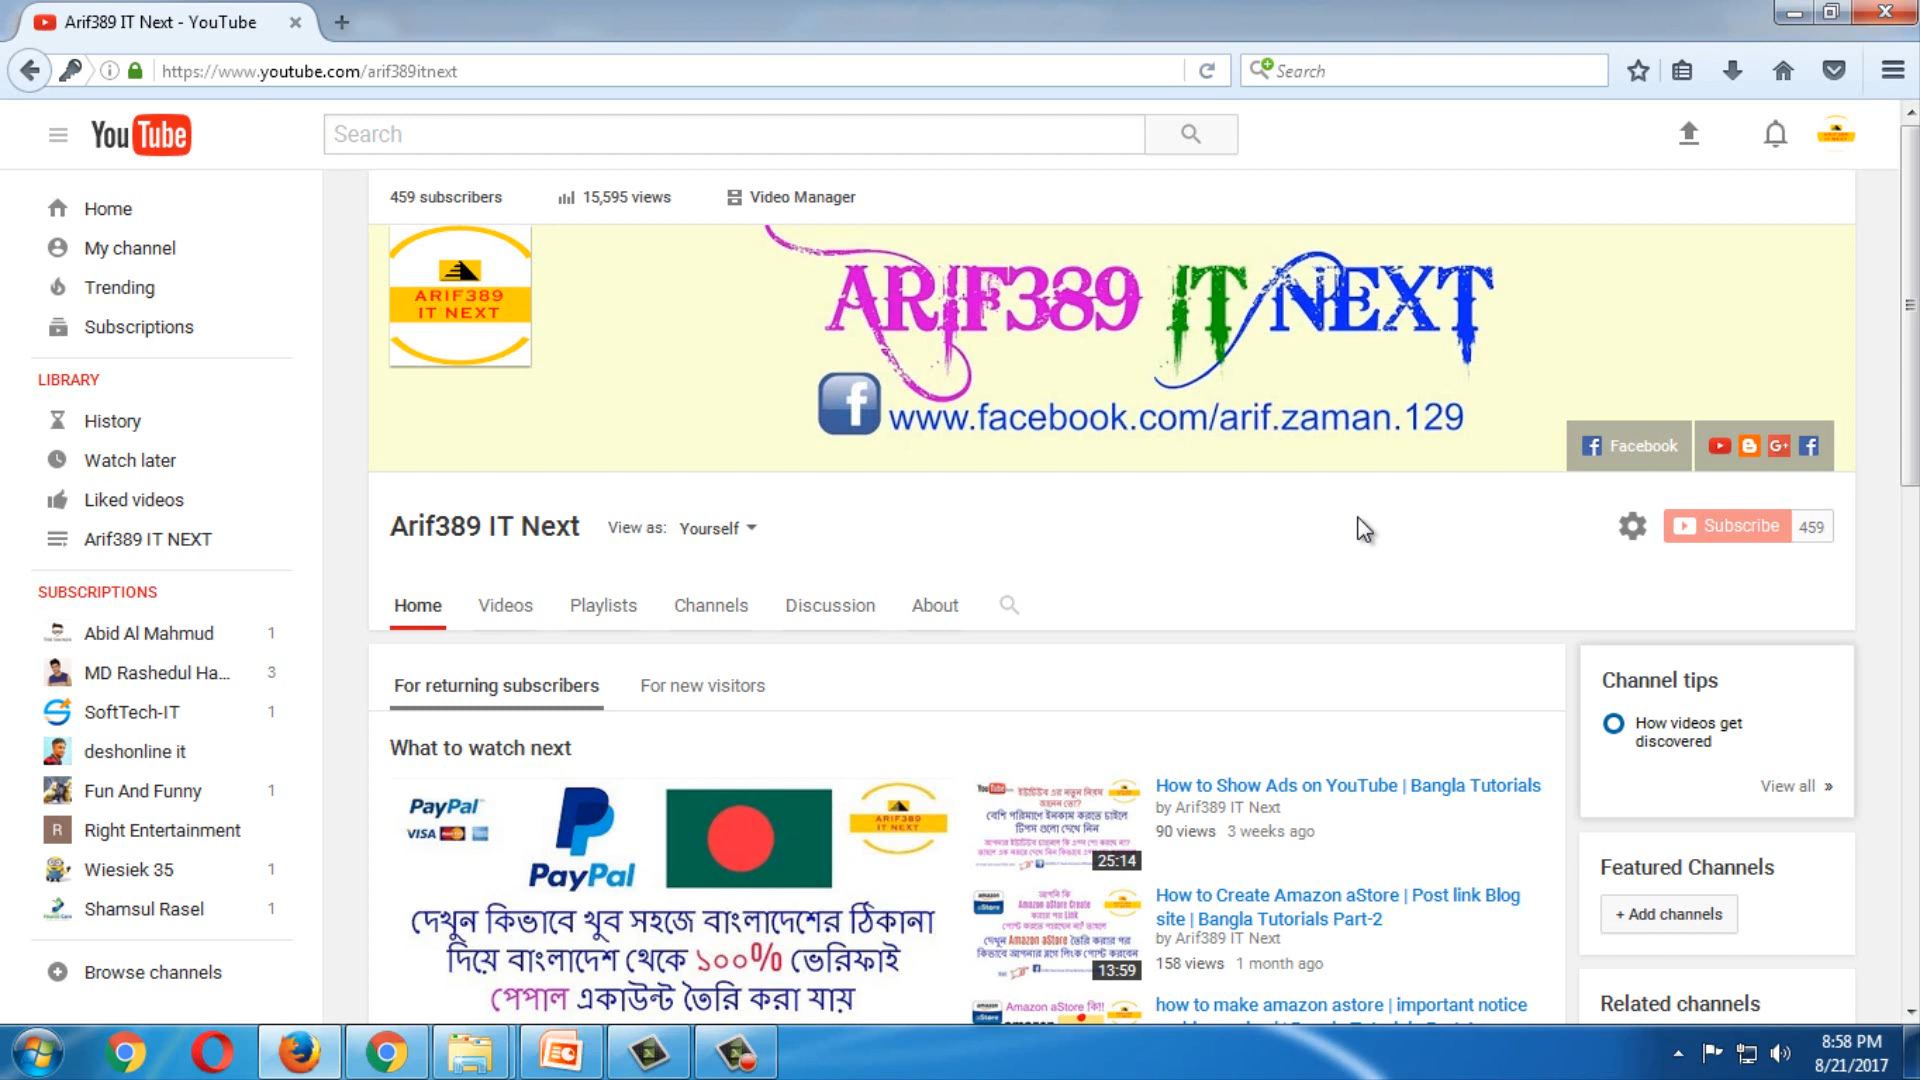 Arif389 IT Next - YouTube
https://www.youtube.com/arif389itnext
Search
YouTube
Search
459 subscribers
15,595 views
Video Manager
ARIF389
IT NEXT
ARIF389 IT NEXT
www.facebook.com/arif.zaman.129
Facebook
Home
My channel
Trending
Subscriptions
LIBRARY
History
Watch later
Liked videos
Arif389 IT NEXT
SUBSCRIPTIONS
Abid Al Mahmud 1
MD Rashedul Ha... 3
SoftTech-IT 1
deshonline it
Fun And Funny 1
R Right Entertainment
Wiesiek 35 1
Shamsul Rasel 1
Browse channels
Arif389 IT Next
View as: Yourself
Subscribe 459
Home Videos Playlists Channels Discussion About
For returning subscribers For new visitors
What to watch next
PayPal
VISA
PayPal
ARIF389
IT NEXT
দেখুন কিভাবে খুব সহজে বাংলাদেশের ঠিকানা
দিয়ে বাংলাদেশ থেকে ১০০% ভেরিফাই
পেপাল একাউন্ট তৈরি করা যায়
25:14
How to Show Ads on YouTube | Bangla Tutorials
by Arif389 IT Next
90 views 3 weeks ago
13:59
How to Create Amazon aStore | Post link Blog
site | Bangla Tutorials Part-2
by Arif389 IT Next
158 views 1 month ago
Amazon aStore কি!!
how to make amazon astore | important notice
Channel tips
How videos get
discovered
View all »
Featured Channels
+ Add channels
Related channels
8:58 PM
8/21/2017